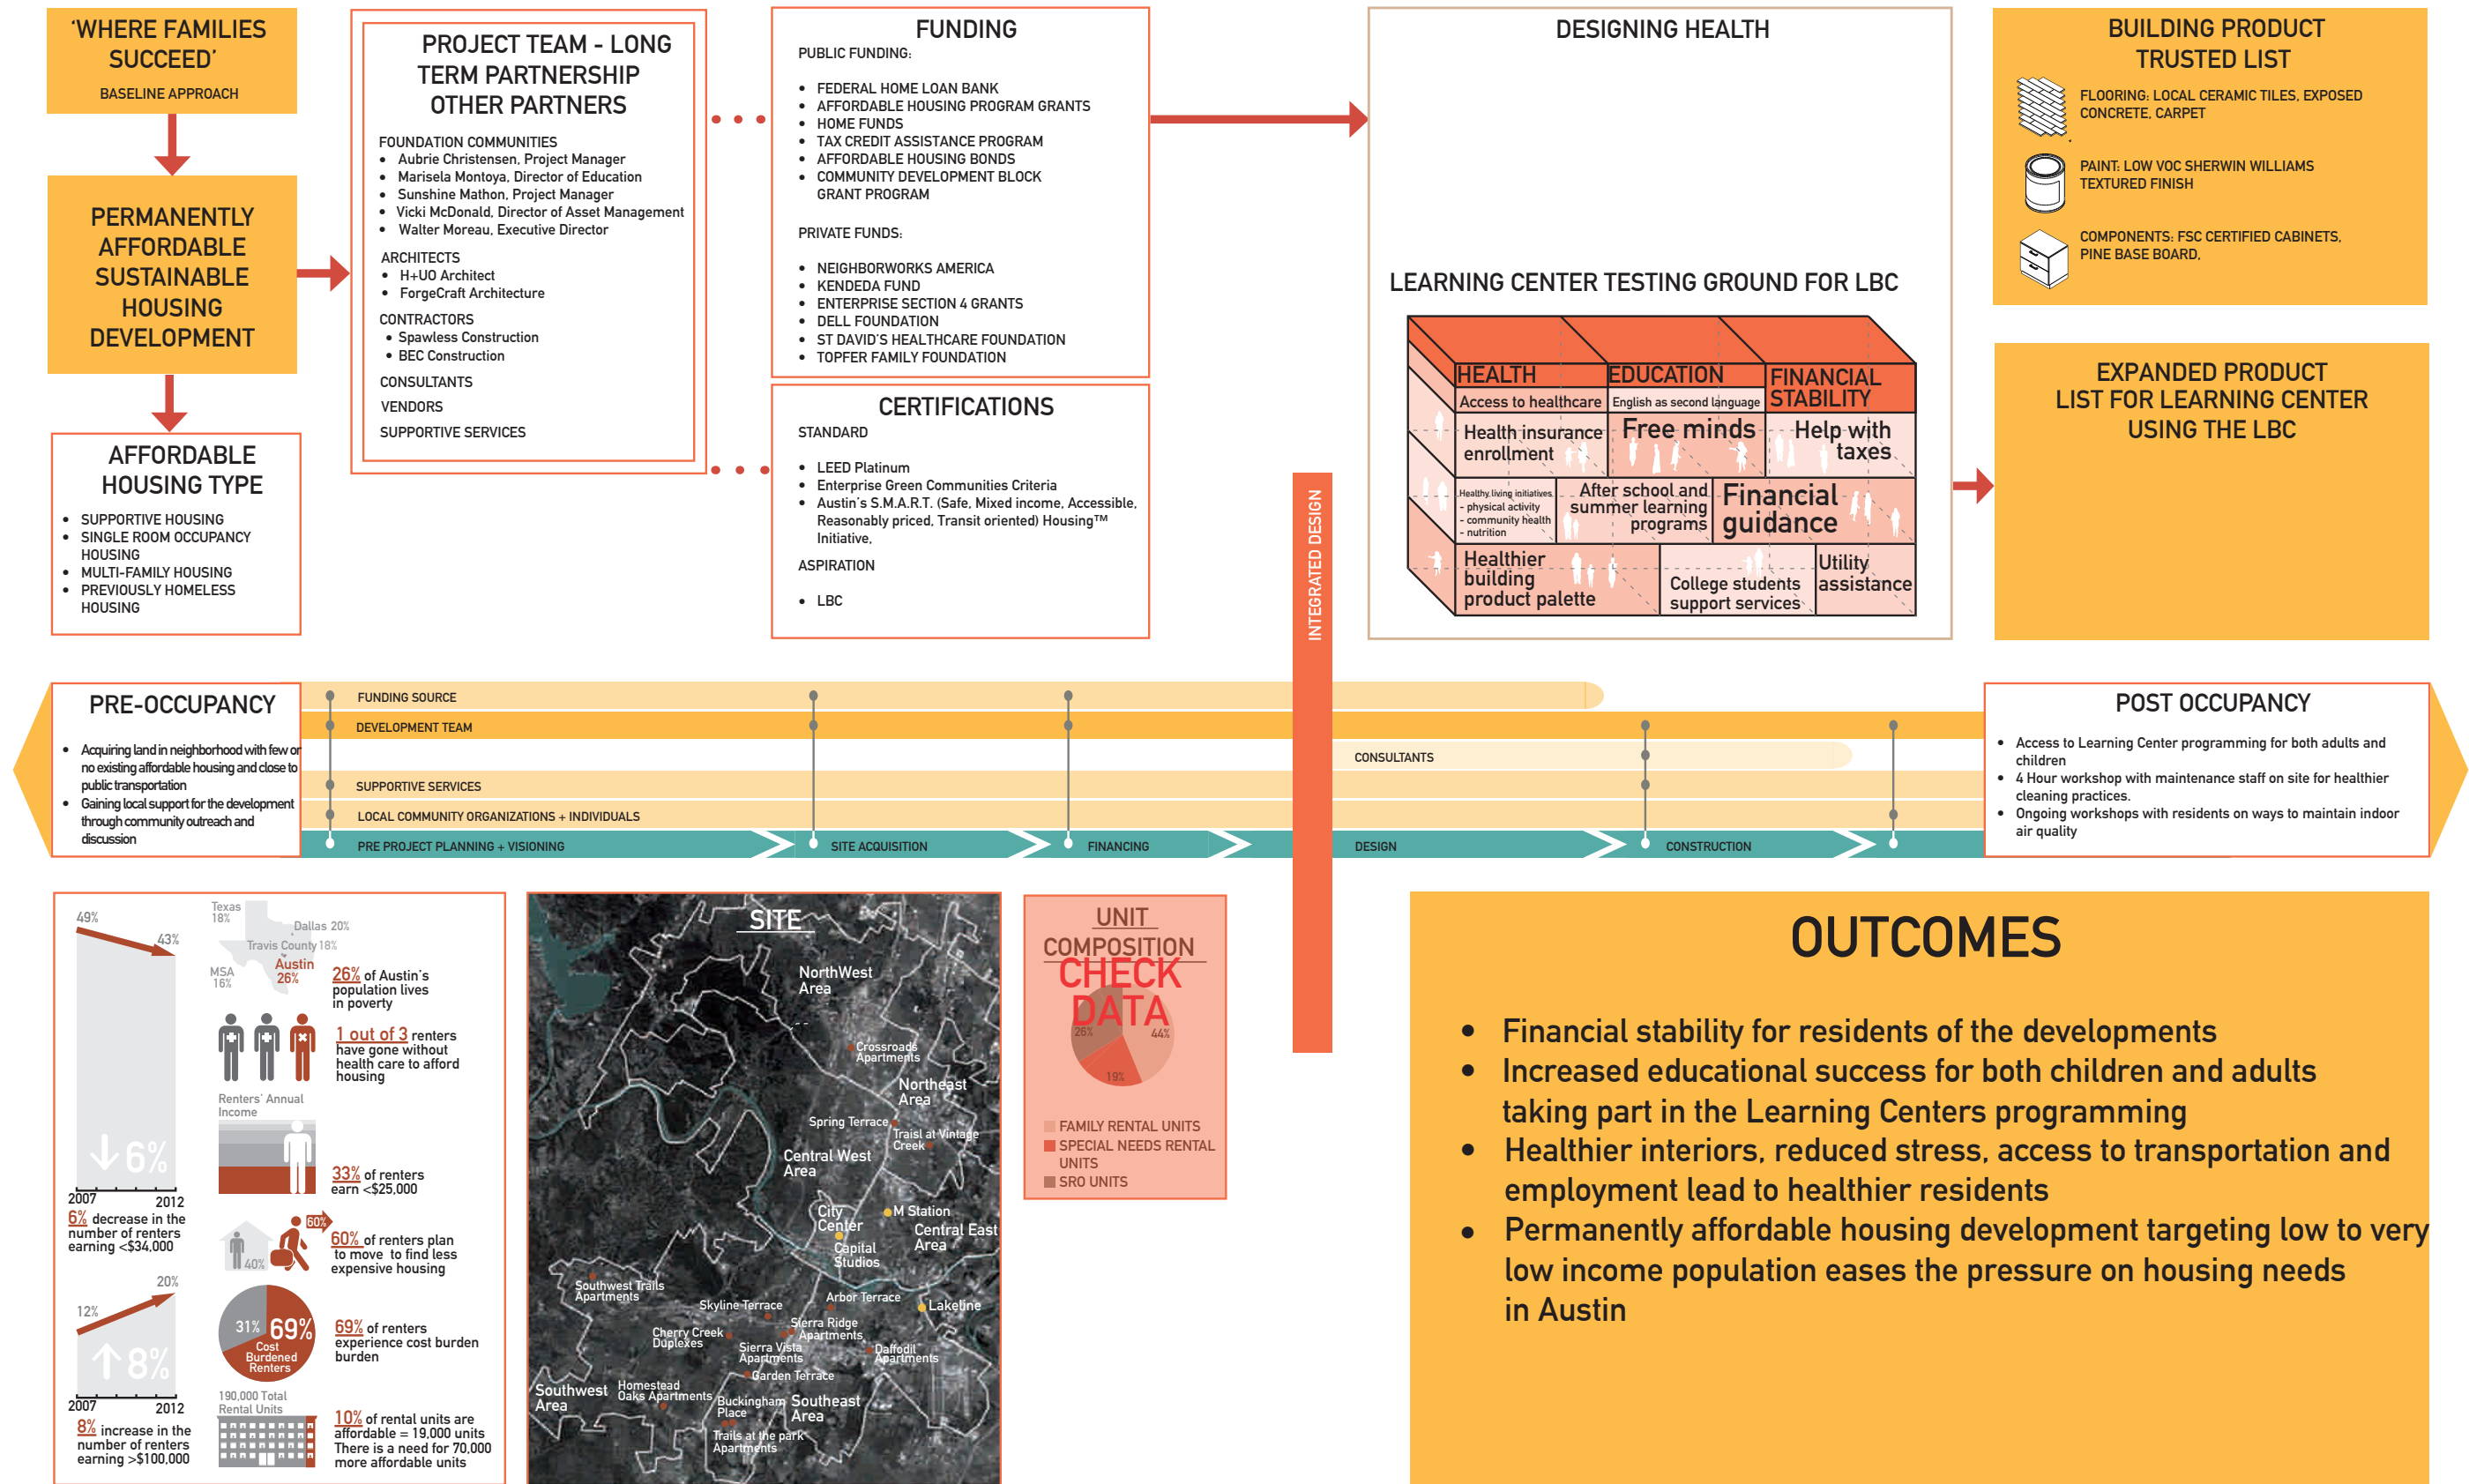 ‘WHERE FAMILIES
SUCCEED’
BASELINE APPROACH
PERMANENTLY
AFFORDABLE
SUSTAINABLE
HOUSING
DEVELOPMENT
AFFORDABLE
HOUSING TYPE
• SUPPORTIVE HOUSING
• SINGLE ROOM OCCUPANCY
HOUSING
• MULTI-FAMILY HOUSING
• PREVIOUSLY HOMELESS
HOUSING
PROJECT TEAM - LONG
TERM PARTNERSHIP
OTHER PARTNERS
FOUNDATION COMMUNITIES
• Aubrie Christensen, Project Manager
• Marisela Montoya, Director of Education
• Sunshine Mathon, Project Manager
• Vicki McDonald, Director of Asset Management
• Walter Moreau, Executive Director
ARCHITECTS
• H+UO Architect
• ForgeCraft Architecture
CONTRACTORS
• Spawless Construction
• BEC Construction
CONSULTANTS
VENDORS
SUPPORTIVE SERVICES
FUNDING
PUBLIC FUNDING:
• FEDERAL HOME LOAN BANK
• AFFORDABLE HOUSING PROGRAM GRANTS
• HOME FUNDS
• TAX CREDIT ASSISTANCE PROGRAM
• AFFORDABLE HOUSING BONDS
• COMMUNITY DEVELOPMENT BLOCK
GRANT PROGRAM
PRIVATE FUNDS:
• NEIGHBORWORKS AMERICA
• KENDEDA FUND
• ENTERPRISE SECTION 4 GRANTS
• DELL FOUNDATION
• ST DAVID’S HEALTHCARE FOUNDATION
• TOPFER FAMILY FOUNDATION
CERTIFICATIONS
STANDARD
• LEED Platinum
• Enterprise Green Communities Criteria
• Austin’s S.M.A.R.T. (Safe, Mixed income, Accessible,
Reasonably priced, Transit oriented) Housing™
Initiative,
ASPIRATION
• LBC
INTEGRATED DESIGN
DESIGNING HEALTH
LEARNING CENTER TESTING GROUND FOR LBC
HEALTH
EDUCATION
FINANCIAL
STABILITY
Access to healthcare
English as second language
Health insurance
enrollment
Free minds
Help with
taxes
Healthy living initiatives
- physical activity
- community health
- nutrition
After school and
summer learning
programs
Financial
guidance
Healthier
building
product palette
College students
support services
Utility
assistance
BUILDING PRODUCT
TRUSTED LIST
FLOORING: LOCAL CERAMIC TILES, EXPOSED
CONCRETE, CARPET
PAINT: LOW VOC SHERWIN WILLIAMS
TEXTURED FINISH
COMPONENTS: FSC CERTIFIED CABINETS,
PINE BASE BOARD,
EXPANDED PRODUCT
LIST FOR LEARNING CENTER
USING THE LBC
PRE-OCCUPANCY
• Acquiring land in neighborhood with few or
no existing affordable housing and close to
public transportation
• Gaining local support for the development
through community outreach and
discussion
FUNDING SOURCE
DEVELOPMENT TEAM
CONSULTANTS
SUPPORTIVE SERVICES
LOCAL COMMUNITY ORGANIZATIONS + INDIVIDUALS
PRE PROJECT PLANNING + VISIONING
SITE ACQUISITION
FINANCING
DESIGN
CONSTRUCTION
POST OCCUPANCY
• Access to Learning Center programming for both adults and
children
• 4 Hour workshop with maintenance staff on site for healthier
cleaning practices.
• Ongoing workshops with residents on ways to maintain indoor
air quality
49%
43%
↓6%
2007 2012
6% decrease in the
number of renters
earning <$34,000
12%
20%
↑8%
2007 2012
8% increase in the
number of renters
earning >$100,000
Texas
18%
Dallas 20%
Travis County 18%
Austin
26%
MSA
16%
26% of Austin’s
population lives
in poverty
1 out of 3 renters
have gone without
health care to afford
housing
Renters’ Annual
Income
33% of renters
earn <$25,000
60%
40%
60% of renters plan
to move to find less
expensive housing
31% 69%
Cost
Burdened
Renters
69% of renters
experience cost burden
burden
190,000 Total
Rental Units
10% of rental units are
affordable = 19,000 units
There is a need for 70,000
more affordable units
SITE
NorthWest
Area
Crossroads
Apartments
Northeast
Area
Spring Terrace
Traisl at Vintage
Creek
Central West
Area
City
Center
M Station
Central East
Area
Capital
Studios
Southwest Trails
Apartments
Arbor Terrace
Skyline Terrace
Lakeline
Sierra Ridge
Apartments
Cherry Creek
Duplexes
Sierra Vista
Apartments
Daffodil
Apartments
Garden Terrace
Southwest
Area
Homestead
Oaks Apartments
Buckingham
Place
Southeast
Area
Trails at the park
Apartments
UNIT
COMPOSITION
CHECK
DATA
26%
44%
19%
FAMILY RENTAL UNITS
SPECIAL NEEDS RENTAL
UNITS
SRO UNITS
OUTCOMES
• Financial stability for residents of the developments
• Increased educational success for both children and adults
taking part in the Learning Centers programming
• Healthier interiors, reduced stress, access to transportation and
employment lead to healthier residents
• Permanently affordable housing development targeting low to very
low income population eases the pressure on housing needs
in Austin